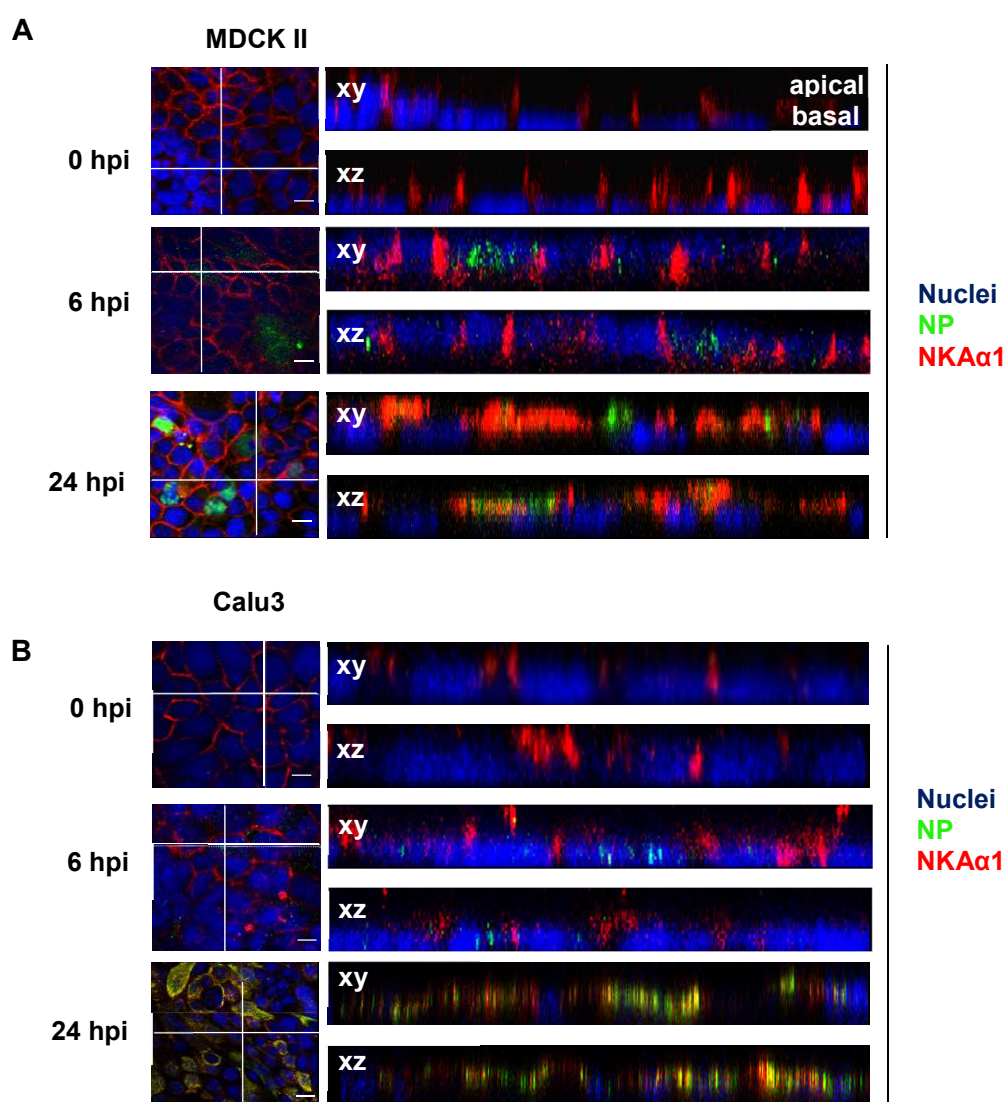 A
MDCK II
0 hpi
xy
apical
basal
xz
6 hpi
xy
xz
24 hpi
xy
xz
Nuclei
NP
NKAα1
Calu3
B
0 hpi
xy
xz
6 hpi
xy
xz
24 hpi
xy
xz
Nuclei
NP
NKAα1